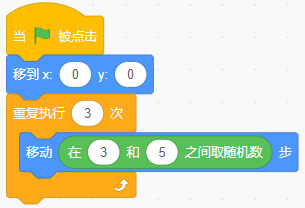 当 被点击
移到 x: 0 y: 0
重复执行 3 次
移动 在 3 和 5 之间取随机数 步